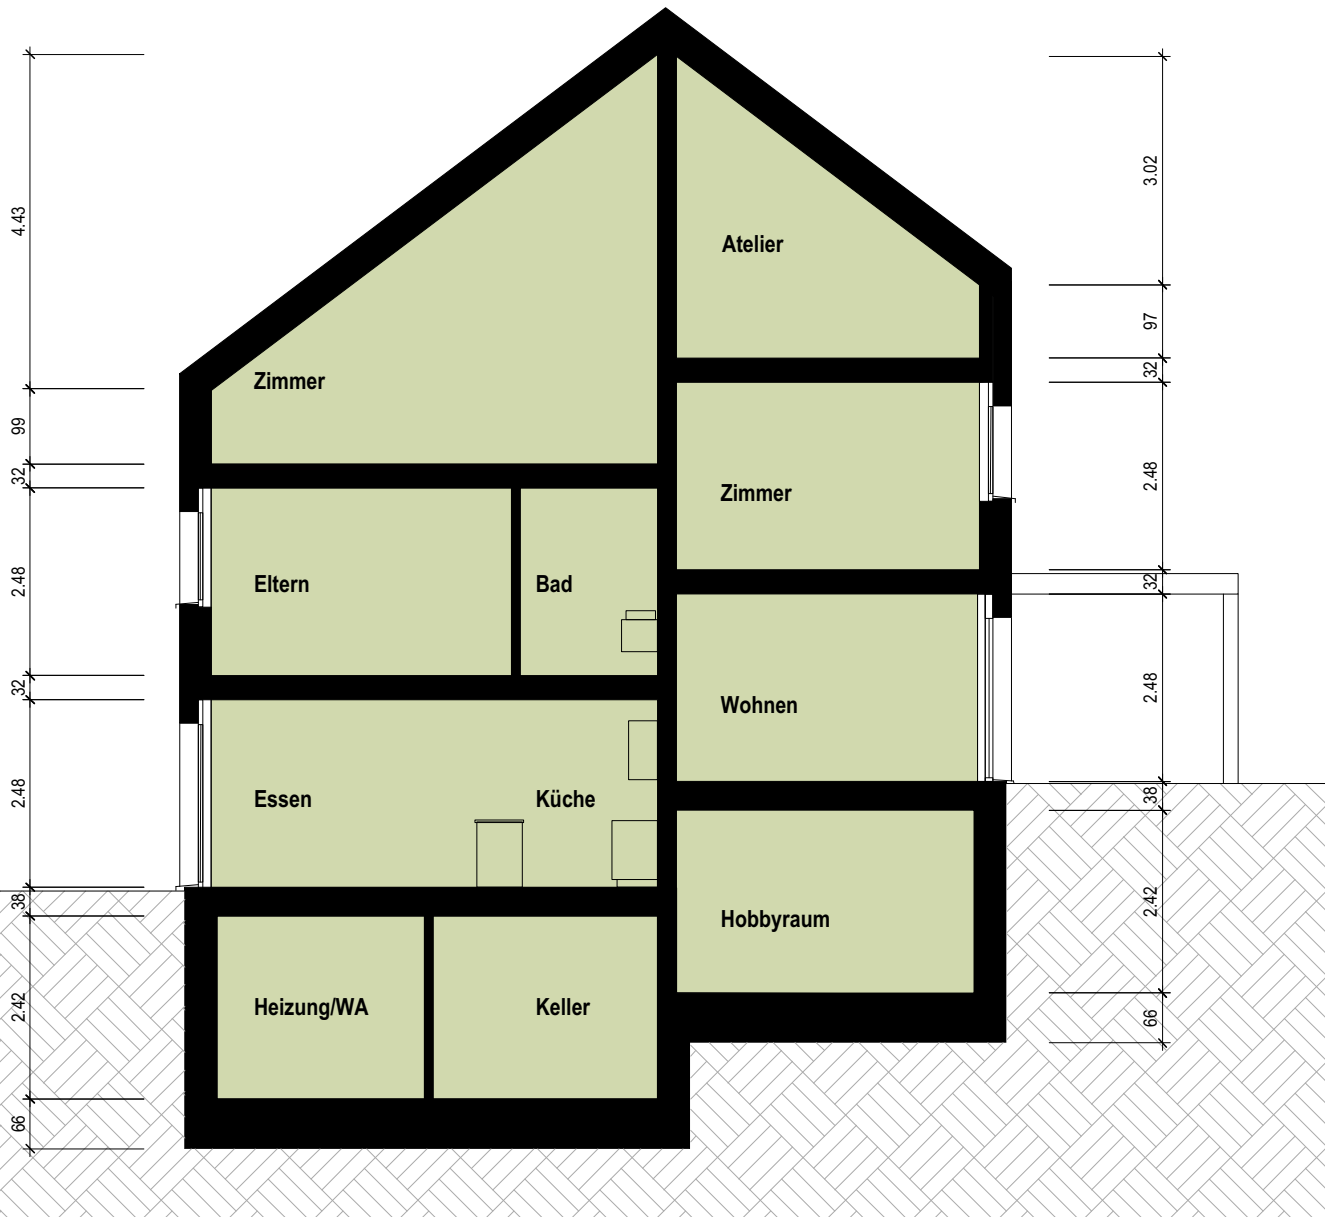 4.43
99
32
2.48
32
2.48
38
2.42
66
Zimmer
Eltern
Bad
Essen
Küche
Heizung/WA
Keller
Atelier
Zimmer
Wohnen
Hobbyraum
3.02
97
32
2.48
32
2.48
38
2.42
66